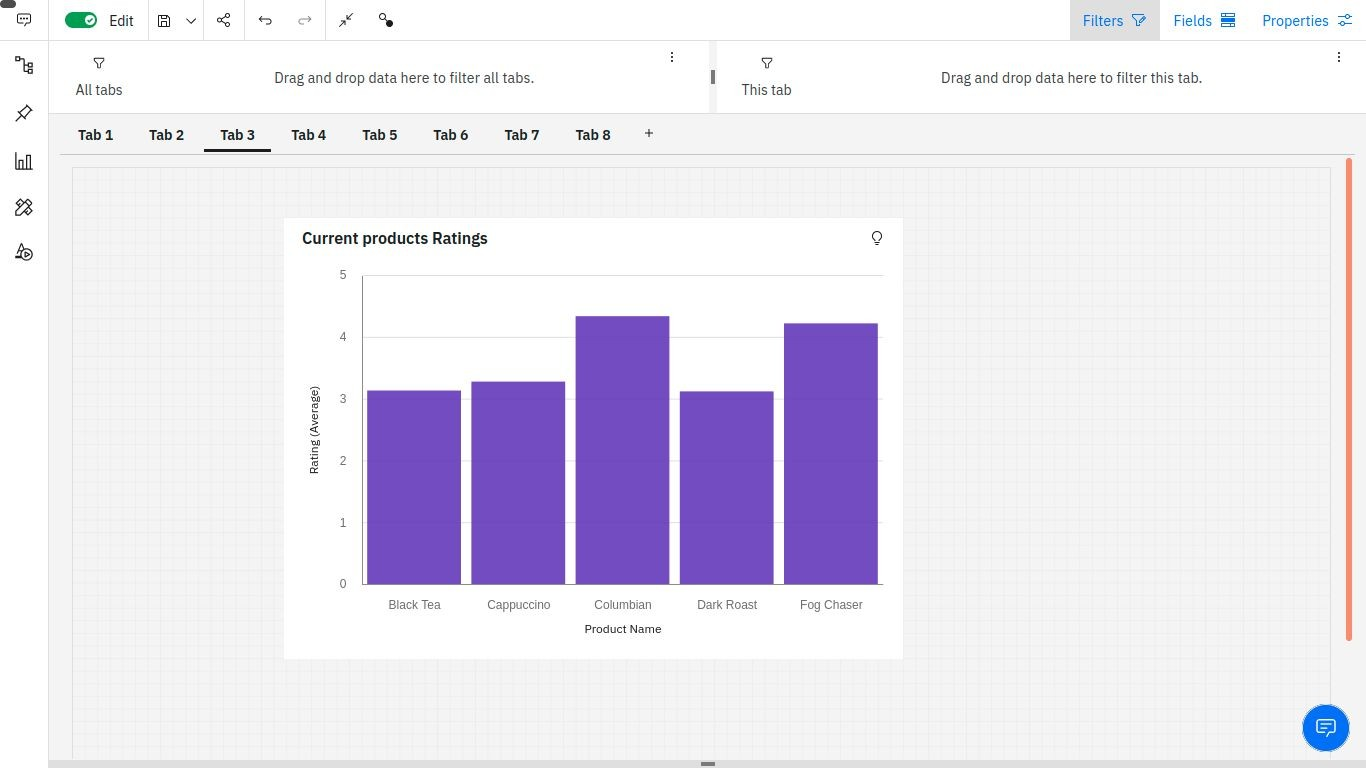 Edit
Filters
Fields
Properties
All tabs
Drag and drop data here to filter all tabs.
This tab
Drag and drop data here to filter this tab.
Tab 1 Tab 2 Tab 3 Tab 4 Tab 5 Tab 6 Tab 7 Tab 8 +
Current products Ratings
5
4
3
2
1
0
Rating (Average)
Black Tea Cappuccino Columbian Dark Roast Fog Chaser
Product Name